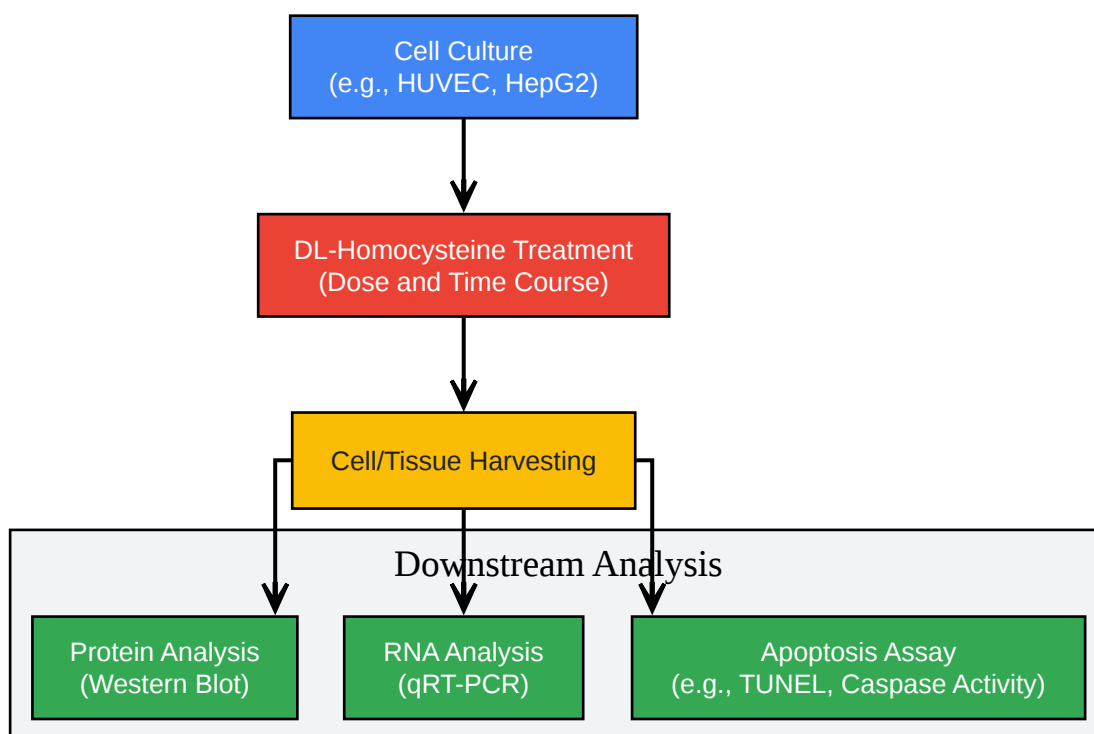 Cell Culture
(e.g., HUVEC, HepG2)
DL-Homocysteine Treatment
(Dose and Time Course)
Cell/Tissue Harvesting
Downstream Analysis
Protein Analysis
(Western Blot)
RNA Analysis
(qRT-PCR)
Apoptosis Assay
(e.g., TUNEL, Caspase Activity)